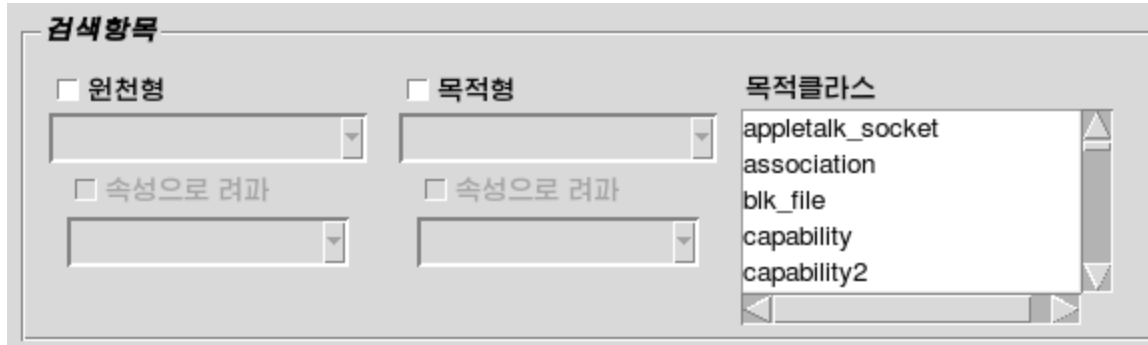 검색항목
원천형
목적형
목적클라스
속성으로 려과
속성으로 려과
appletalk_socket
association
blk_file
capability
capability2